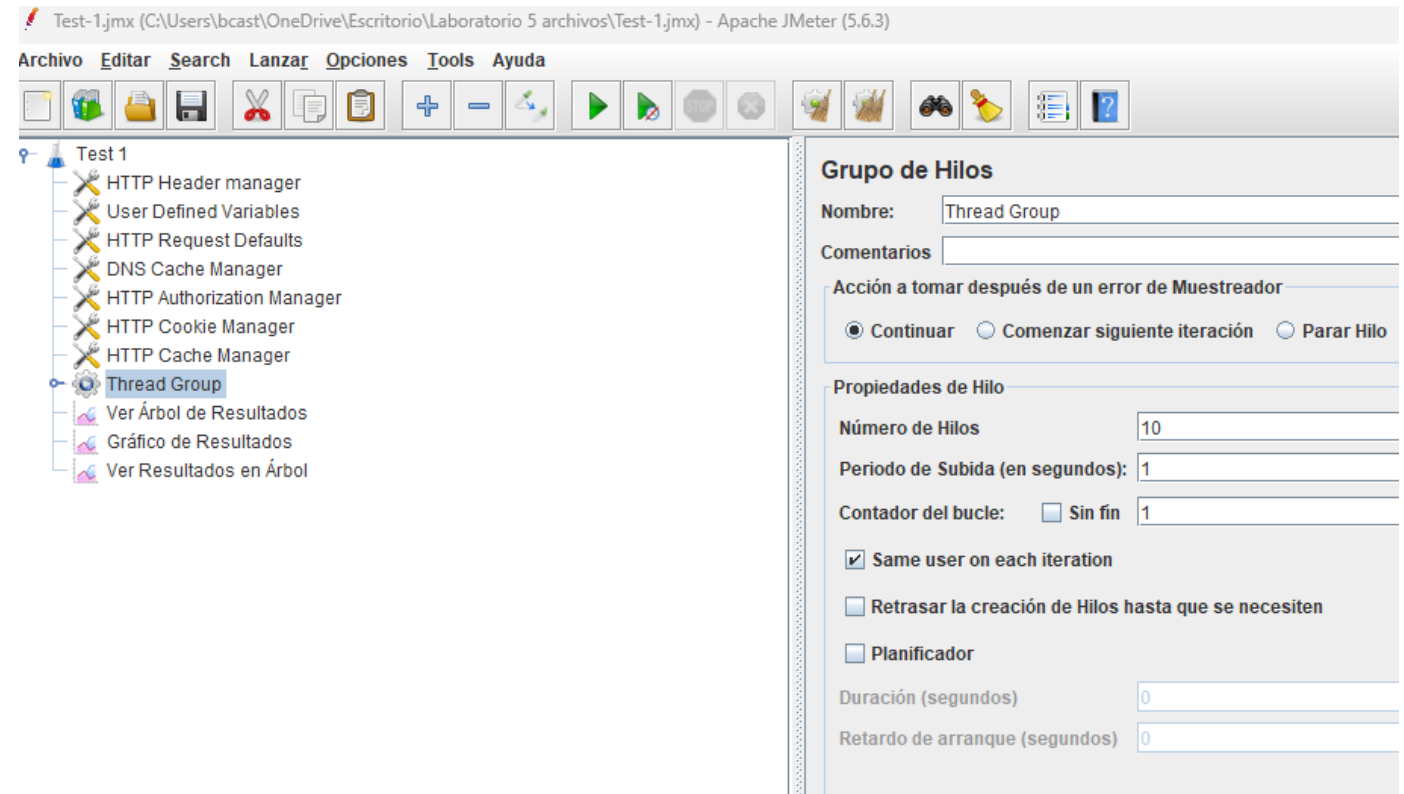 Test-1.jmx (C:\Users\bcast\OneDrive\Escritorio\Laboratorio 5 archivos\Test-1.jmx) - Apache JMeter (5.6.3)
Archivo Editar Search Lanzar Opciones Tools Ayuda
STOP
?
Test 1
HTTP Header manager
User Defined Variables
HTTP Request Defaults
DNS Cache Manager
HTTP Authorization Manager
HTTP Cookie Manager
HTTP Cache Manager
Thread Group
Ver Árbol de Resultados
Gráfico de Resultados
Ver Resultados en Árbol
Grupo de Hilos
Nombre: Thread Group
Comentarios
Acción a tomar después de un error de Muestreador
Continuar Comenzar siguiente iteración Parar Hilo
Propiedades de Hilo
Número de Hilos 10
Periodo de Subida (en segundos): 1
Contador del bucle: Sin fín 1
Same user on each iteration
Retrasar la creación de Hilos hasta que se necesiten
Planificador
Duración (segundos) 0
Retardo de arranque (segundos) 0